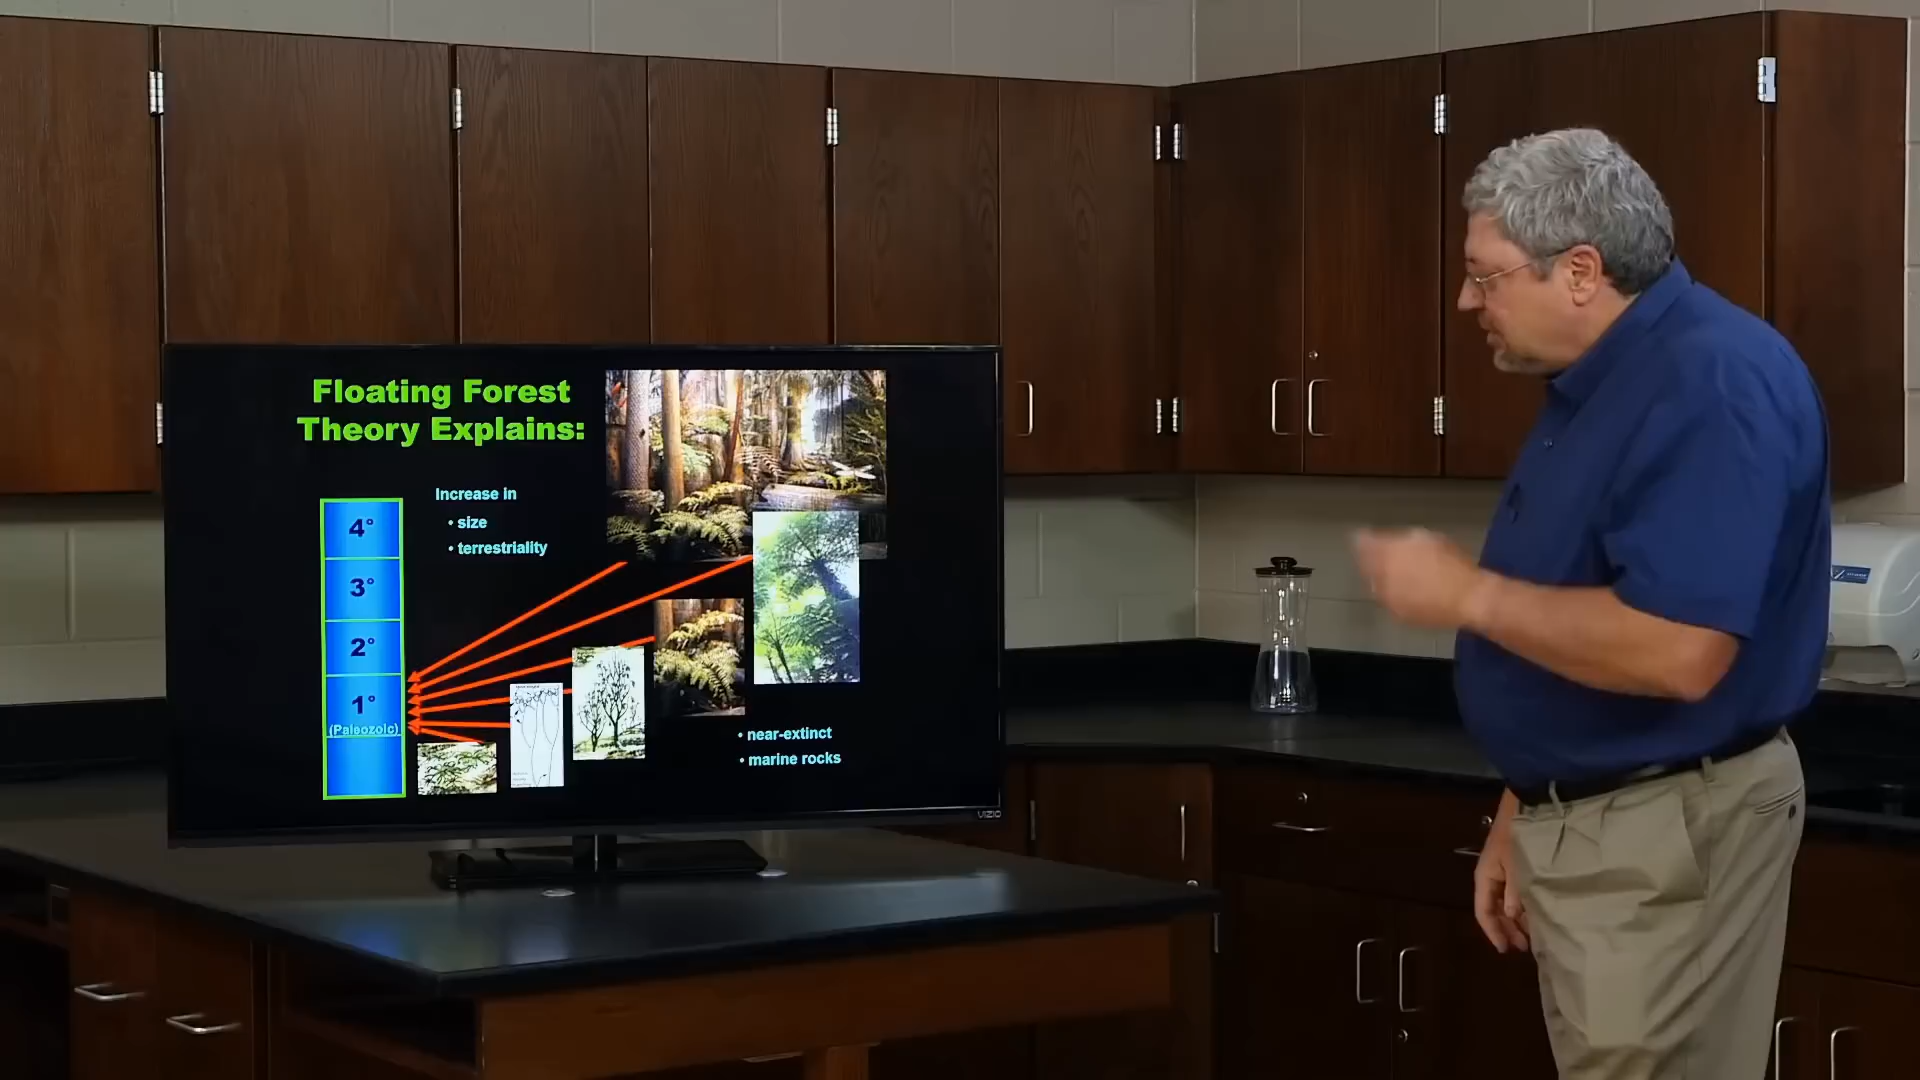 Floating Forest
Theory Explains:
Increase in
• size
• terrestriality
4°
3°
2°
1°
(Paleozoic)
• near-extinct
• marine rocks
VIZIO